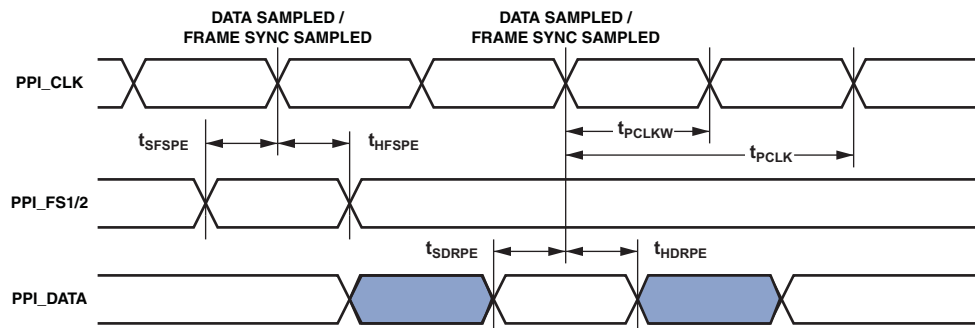 DATA SAMPLED /
FRAME SYNC SAMPLED
DATA SAMPLED /
FRAME SYNC SAMPLED
PPI_CLK
tSFSPE
tHFSPE
tPCLKW
tPCLK
PPI_FS1/2
tSDRPE
tHDRPE
PPI_DATA